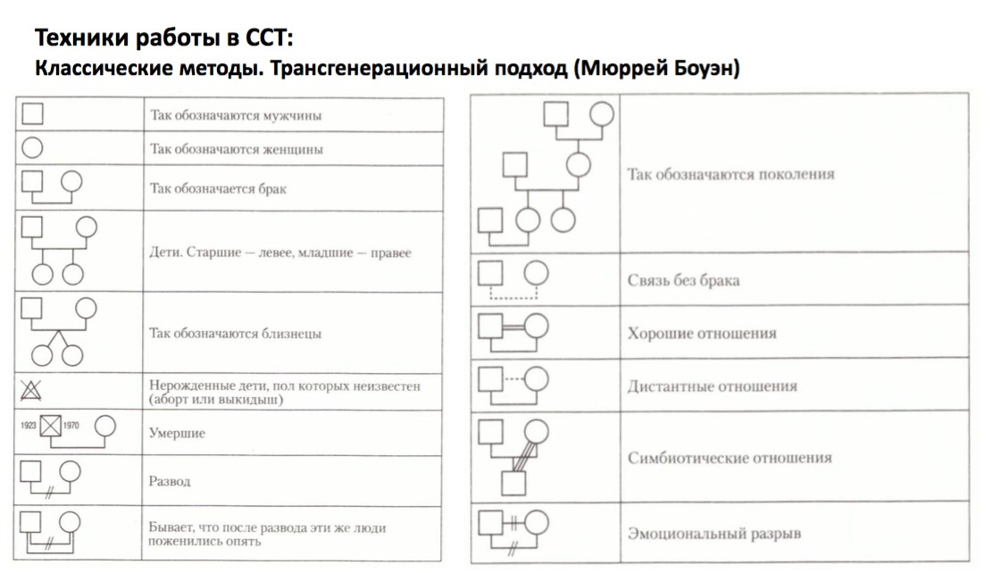 Техники работы в ССТ:
Классические методы. Трансгенерационный подход (Мюррей Боуэн)
Так обозначаются мужчины
Так обозначаются женщины
Так обозначается брак
Дети. Старшие — левее, младшие — правее
Так обозначаются близнецы
Нерожденные дети, пол которых неизвестен
(аборт или выкидыш)
1923 1970
Умершие
Развод
Бывает, что после развода эти же люди
поженились опять
Так обозначаются поколения
Связь без брака
Хорошие отношения
Дистантные отношения
Симбиотические отношения
Эмоциональный разрыв